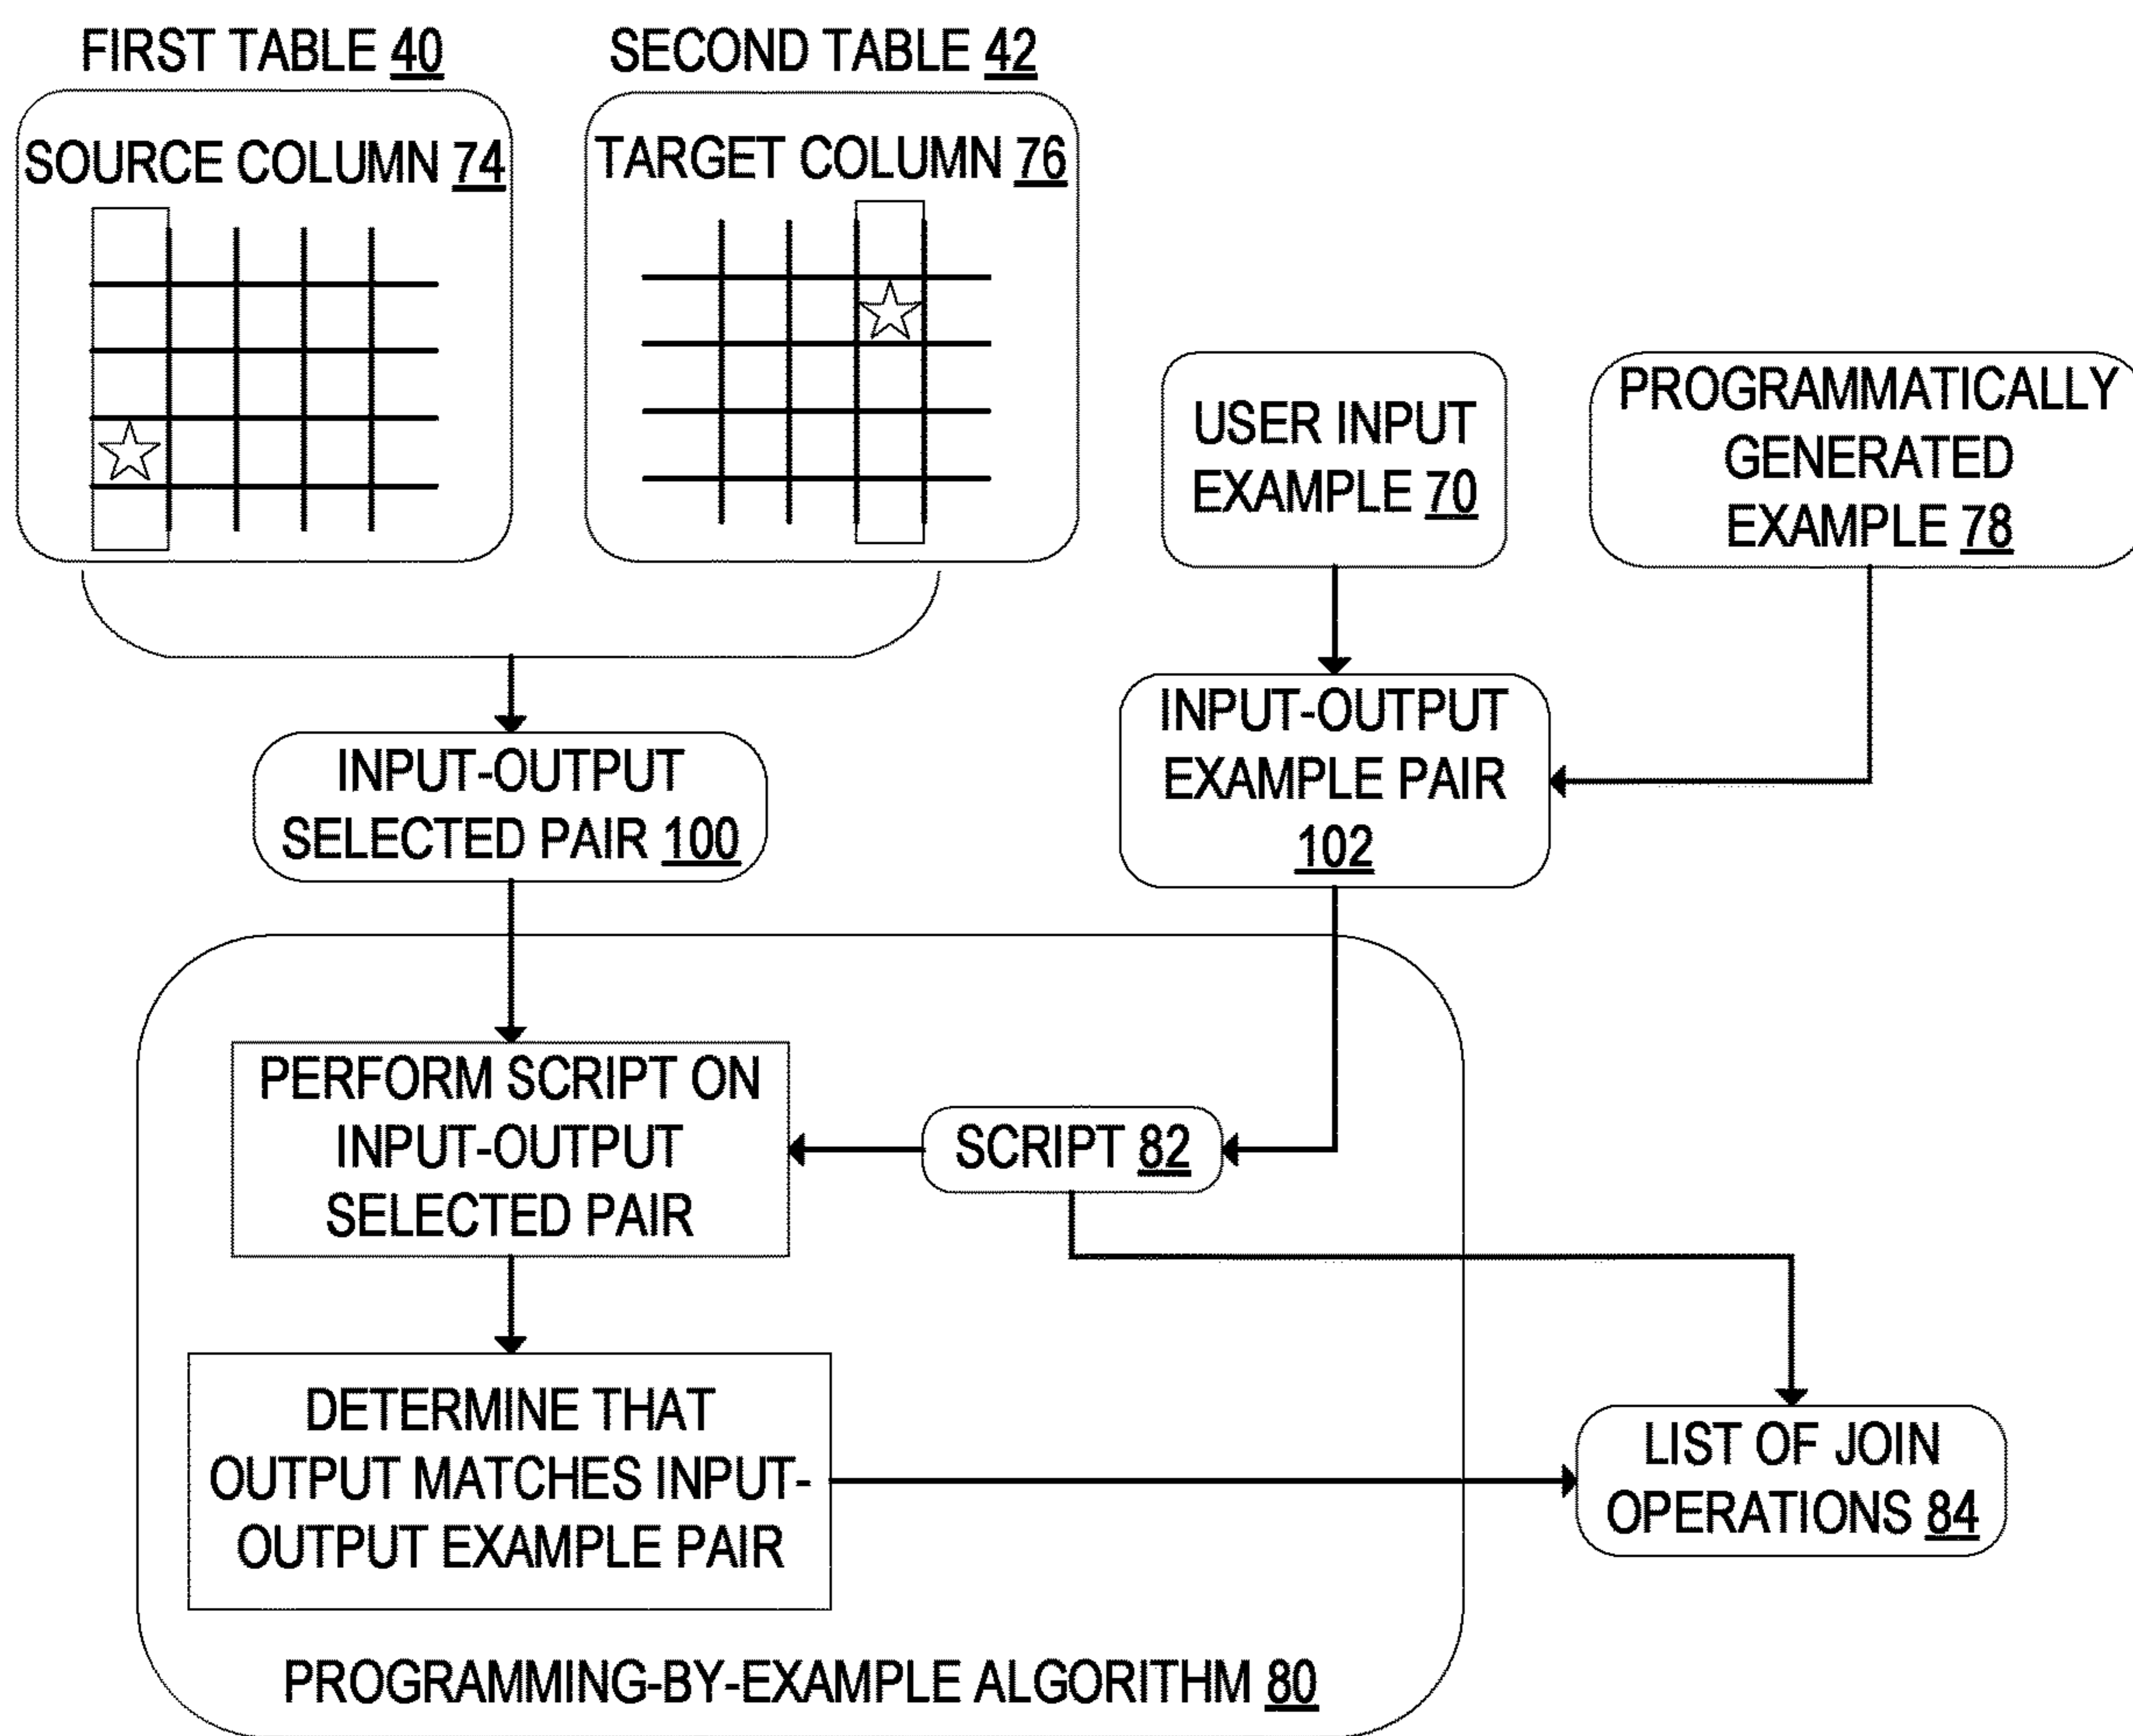 FIRST TABLE 40
SECOND TABLE 42
SOURCE COLUMN 74
TARGET COLUMN 76
USER INPUT
EXAMPLE 70
PROGRAMMATICALLY
GENERATED
EXAMPLE 78
INPUT-OUTPUT
SELECTED PAIR 100
INPUT-OUTPUT
EXAMPLE PAIR
102
PERFORM SCRIPT ON
INPUT-OUTPUT
SELECTED PAIR
SCRIPT 82
DETERMINE THAT
OUTPUT MATCHES INPUT-
OUTPUT EXAMPLE PAIR
LIST OF JOIN
OPERATIONS 84
PROGRAMMING-BY-EXAMPLE ALGORITHM 80